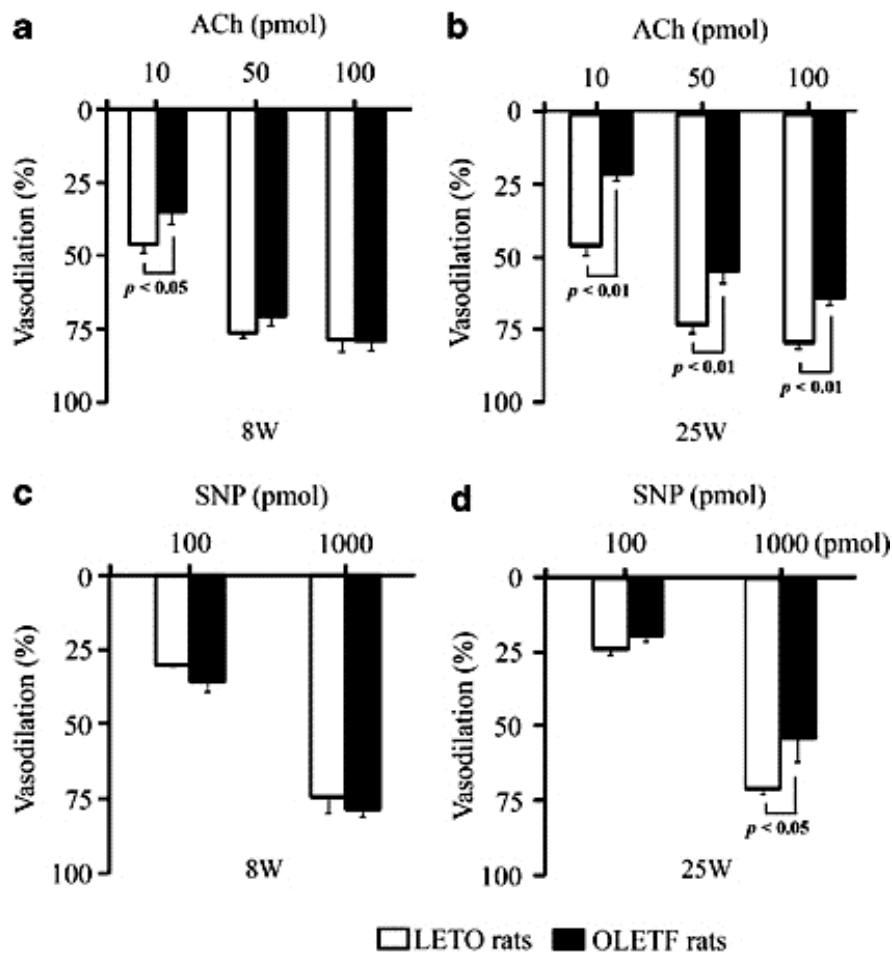 a
ACh (pmol)
10 50 100
0
25
50
75
100
Vasodilation (%)
p < 0.05
8W
b
ACh (pmol)
10 50 100
0
25
50
75
100
Vasodilation (%)
p < 0.01
p < 0.01
p < 0.01
25W
c
SNP (pmol)
100 1000
0
25
50
75
100
Vasodilation (%)
8W
d
SNP (pmol)
100 1000 (pmol)
0
25
50
75
100
Vasodilation (%)
p < 0.05
25W
LETO rats OLETF rats